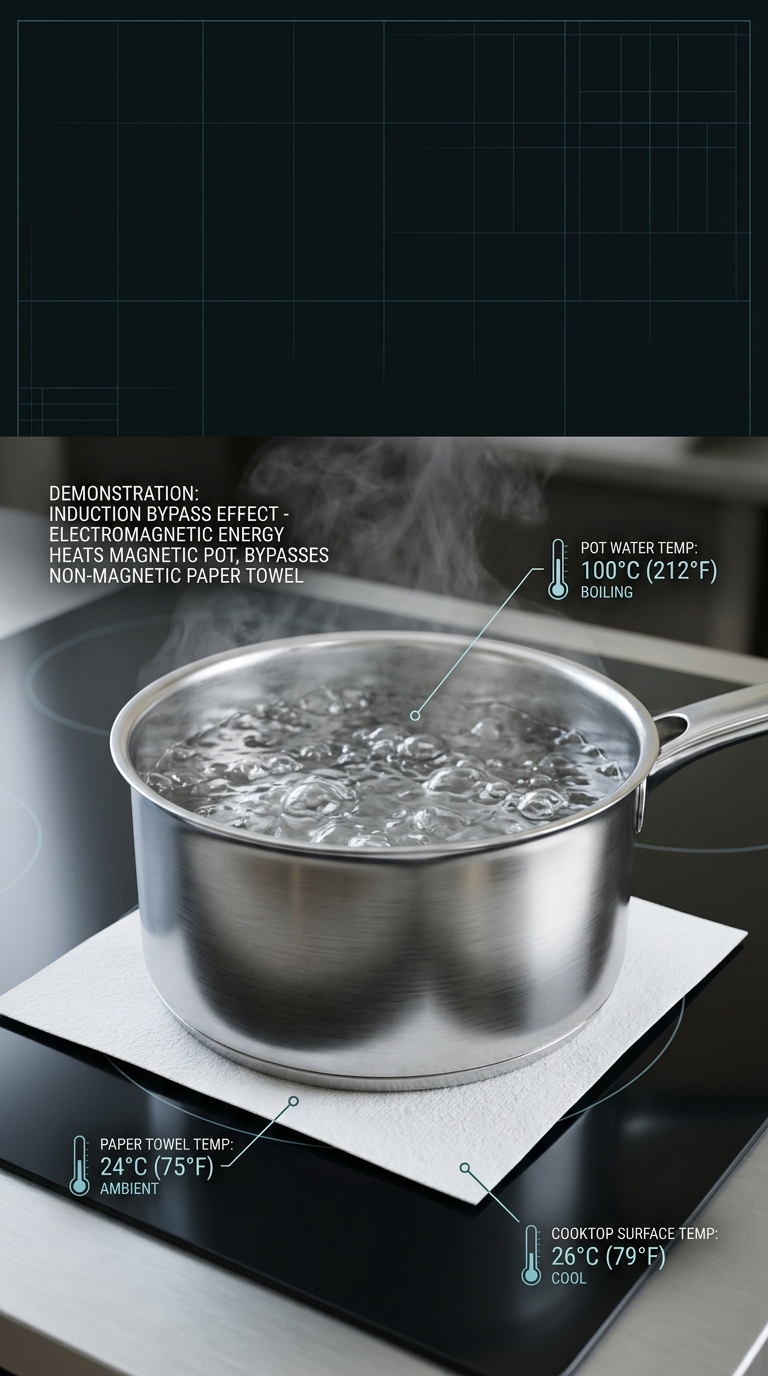 DEMONSTRATION:
INDUCTION BYPASS EFFECT -
ELECTROMAGNETIC ENERGY
HEATS MAGNETIC POT, BYPASSES
NON-MAGNETIC PAPER TOWEL
POT WATER TEMP:
100°C (212°F)
BOILING
PAPER TOWEL TEMP:
24°C (75°F)
AMBIENT
COOKTOP SURFACE TEMP:
26°C (79°F)
COOL